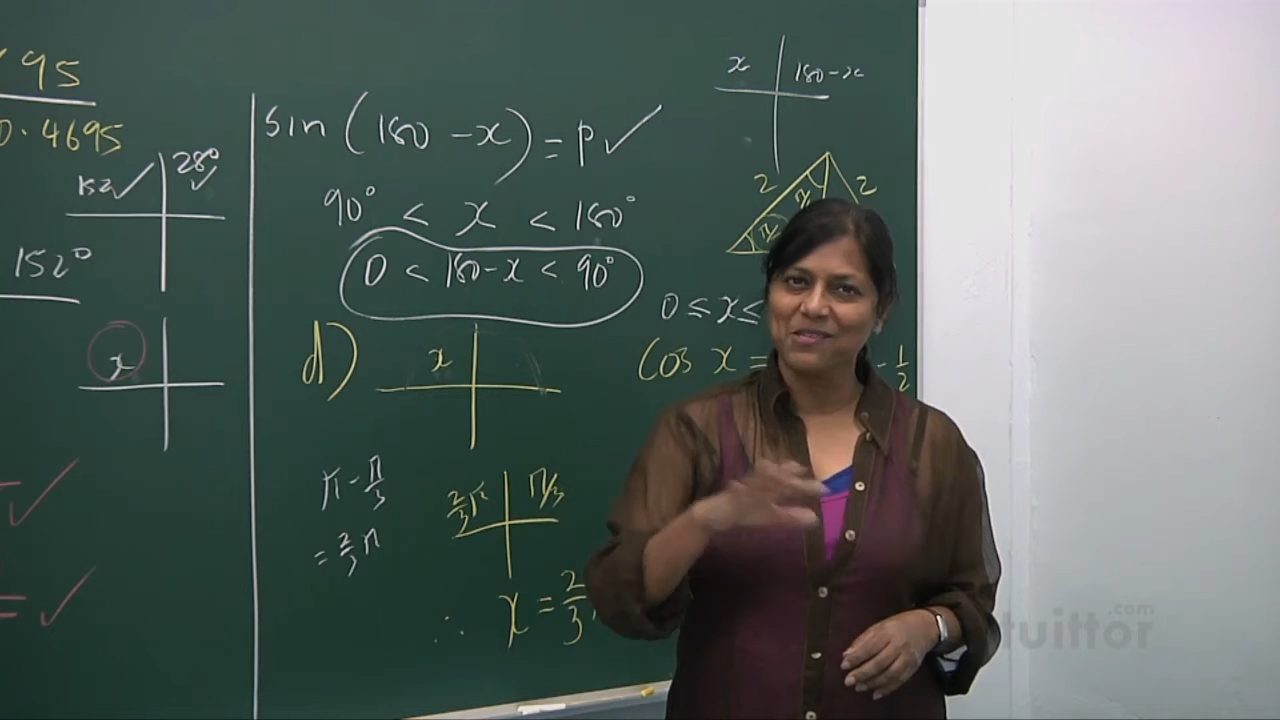 95
0.4695
152 28°
152°
x
sin (180 - x) = p ✓
90° < x < 180°
0 < 180 - x < 90°
d) x
π - π/3
= 2/3 π
2/3 π π/3
∴ x = 2/3
x 180 - x
2 2
x
x
0 ≤ x ≤
Cos x = - 1/2
tuittor
.com